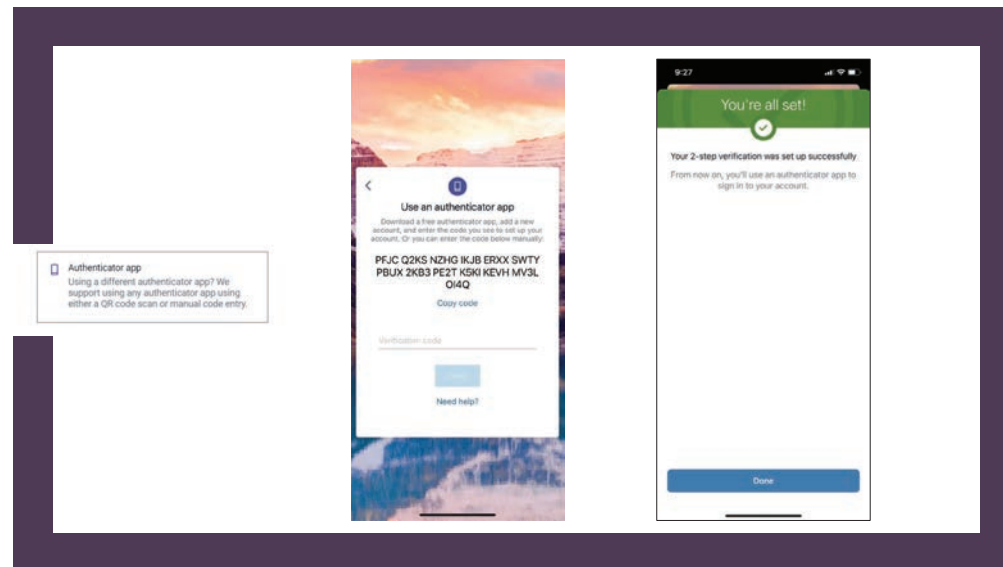 Authenticator app
Using a different authenticator app? We
support using any authenticator app using
either a QR code scan or manual code entry.
Use an authenticator app
Download a free authenticator app, add a new
account, and enter the code you see to set up your
account. Or you can enter the code below manually:
PFJC Q2KS NZHG IKJB ERXX SWTY
PBUX 2KB3 PE2T K5KI KEVH MV3L
OI4Q
Copy code
Verification code
Need help?
9:27
You're all set!
Your 2-step verification was set up successfully
From now on, you'll use an authenticator app to
sign in to your account.
Done